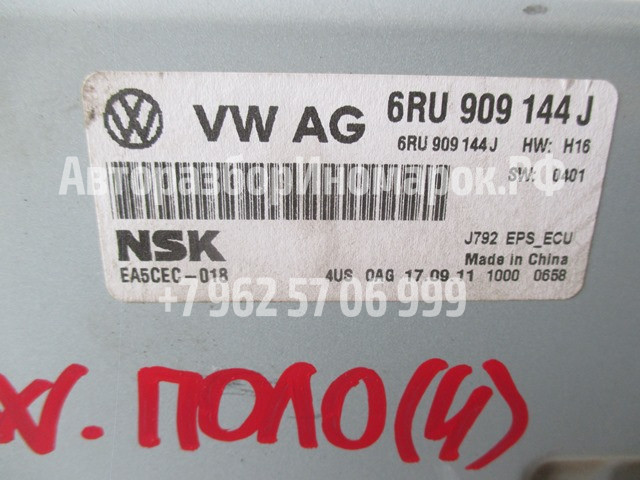 VW AG 6RU 909 144 J
6RU 909 144 J HW: H16
SW: 0401
АвторазборИномарок.РФ
NSK
J792 EPS_ECU
Made in China
EA5CEC-018 4US 0AG 17.09.11 1000 0658
+7 962 57 06 999
ПОЛО (4)